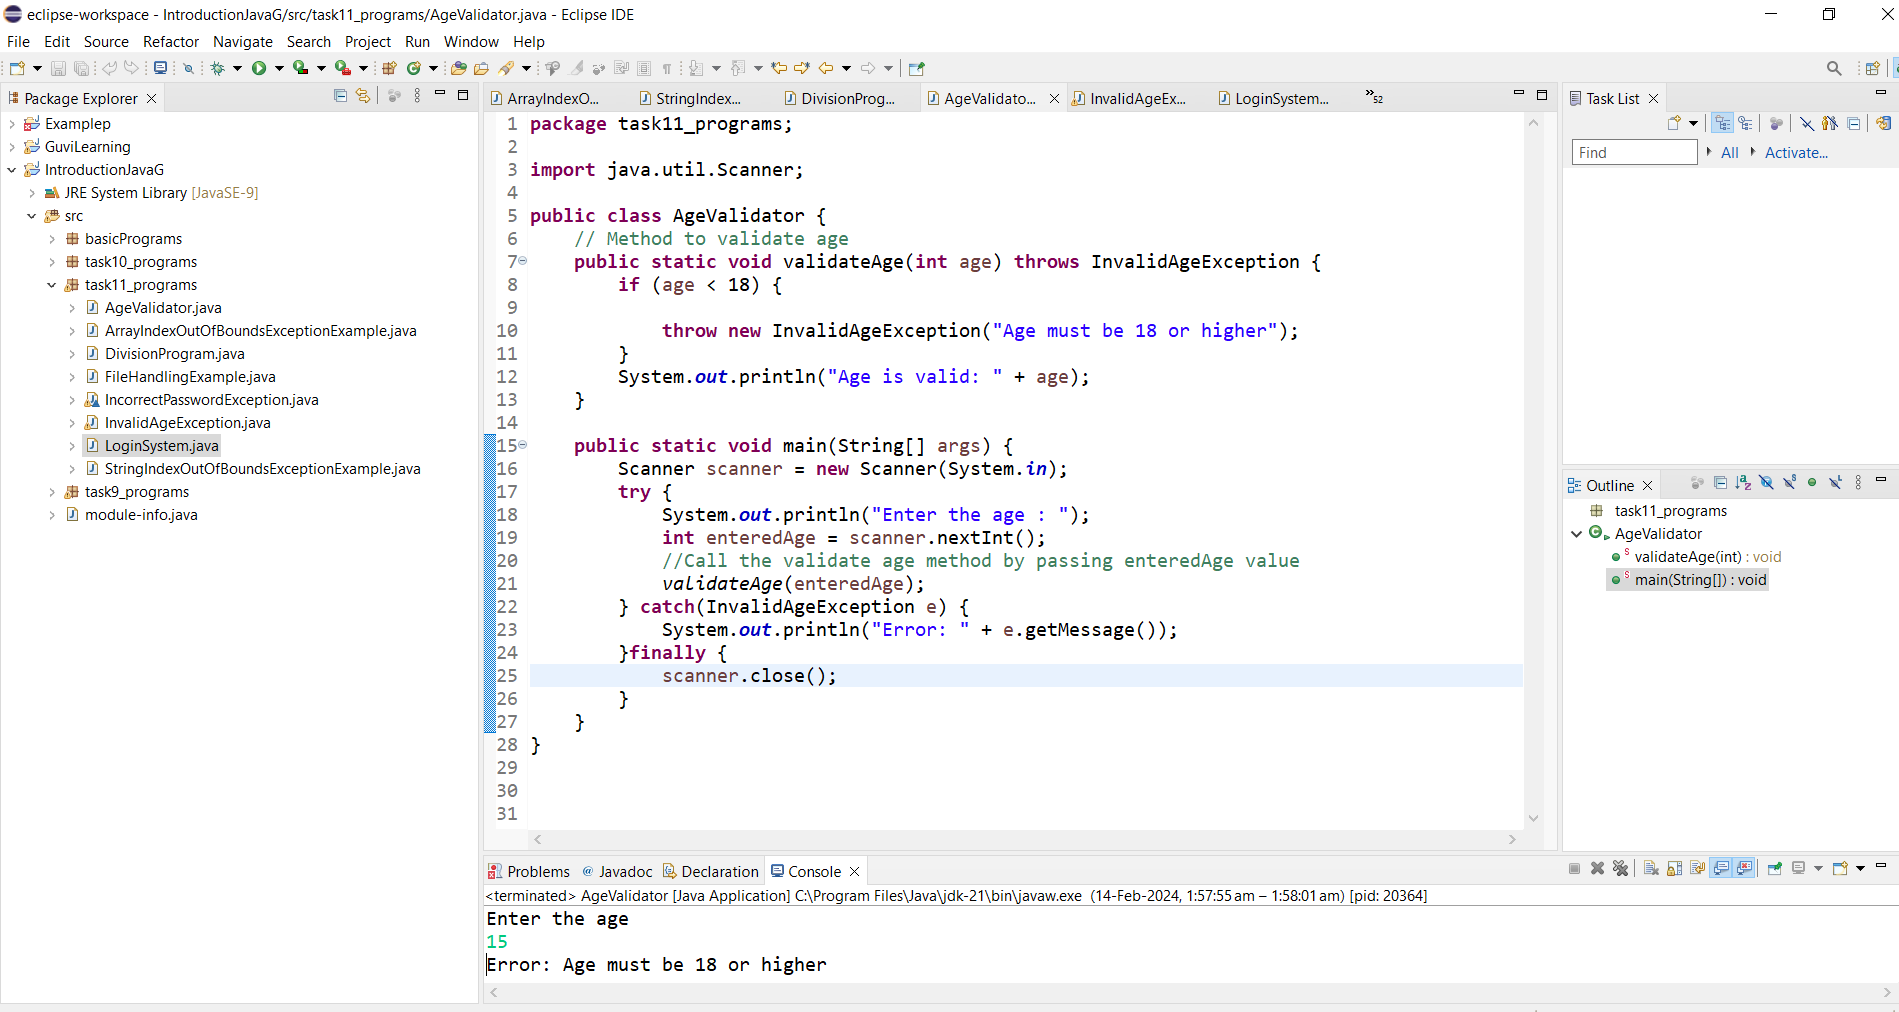 eclipse-workspace - IntroductionJavaG/src/task11_programs/AgeValidator.java - Eclipse IDE
File Edit Source Refactor Navigate Search Project Run Window Help
Package Explorer
Examplep
GuviLearning
IntroductionJavaG
JRE System Library [JavaSE-9]
src
basicPrograms
task10_programs
task11_programs
AgeValidator.java
ArrayIndexOutOfBoundsExceptionExample.java
DivisionProgram.java
FileHandlingExample.java
IncorrectPasswordException.java
InvalidAgeException.java
LoginSystem.java
StringIndexOutOfBoundsExceptionExample.java
task9_programs
module-info.java
ArrayIndexO... StringIndex... DivisionProg... AgeValidato... InvalidAgeEx... LoginSystem... »52
1 package task11_programs;
2
3 import java.util.Scanner;
4
5 public class AgeValidator {
6 // Method to validate age
7 public static void validateAge(int age) throws InvalidAgeException {
8 if (age < 18) {
9
10 throw new InvalidAgeException("Age must be 18 or higher");
11 }
12 System.out.println("Age is valid: " + age);
13 }
14
15 public static void main(String[] args) {
16 Scanner scanner = new Scanner(System.in);
17 try {
18 System.out.println("Enter the age : ");
19 int enteredAge = scanner.nextInt();
20 //Call the validate age method by passing enteredAge value
21 validateAge(enteredAge);
22 } catch(InvalidAgeException e) {
23 System.out.println("Error: " + e.getMessage());
24 }finally {
25 scanner.close();
26 }
27 }
28 }
29
30
31
Task List
Find All Activate...
Outline
task11_programs
AgeValidator
validateAge(int) : void
main(String[]) : void
Problems @ Javadoc Declaration Console
<terminated> AgeValidator [Java Application] C:\Program Files\Java\jdk-21\bin\javaw.exe (14-Feb-2024, 1:57:55 am – 1:58:01 am) [pid: 20364]
Enter the age
15
Error: Age must be 18 or higher